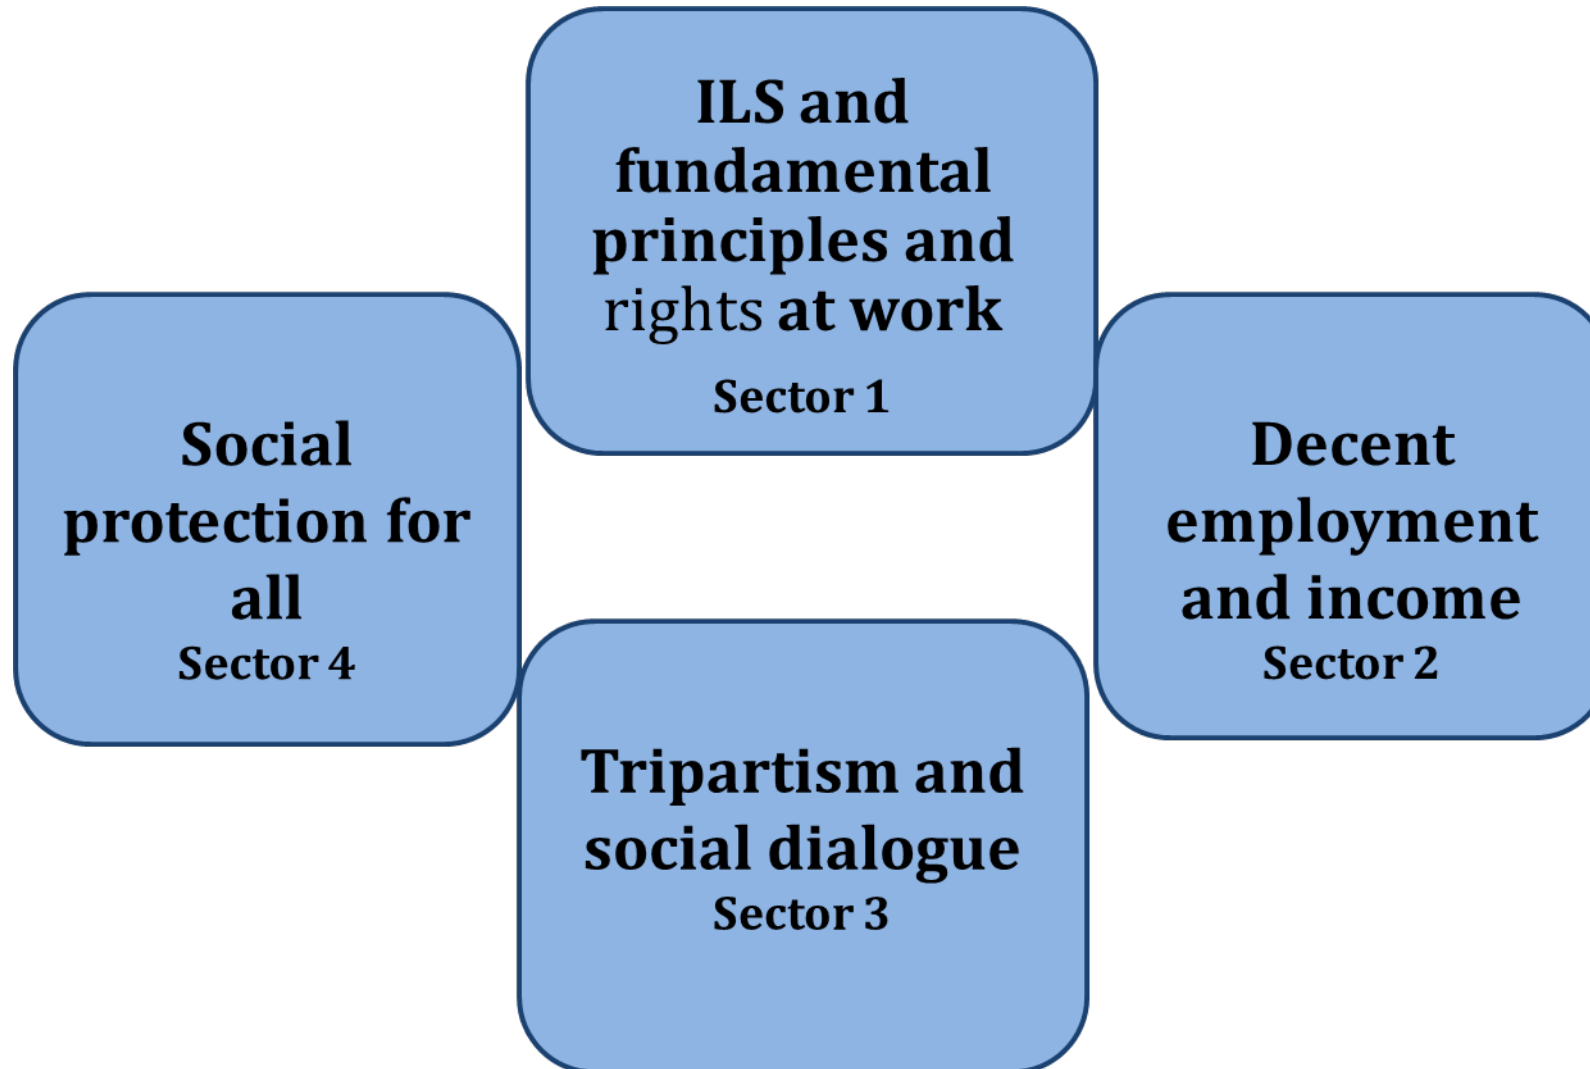 ILS and
fundamental
principles and
rights at work
Sector 1
Social
protection for
all
Sector 4
Decent
employment
and income
Sector 2
Tripartism and
social dialogue
Sector 3